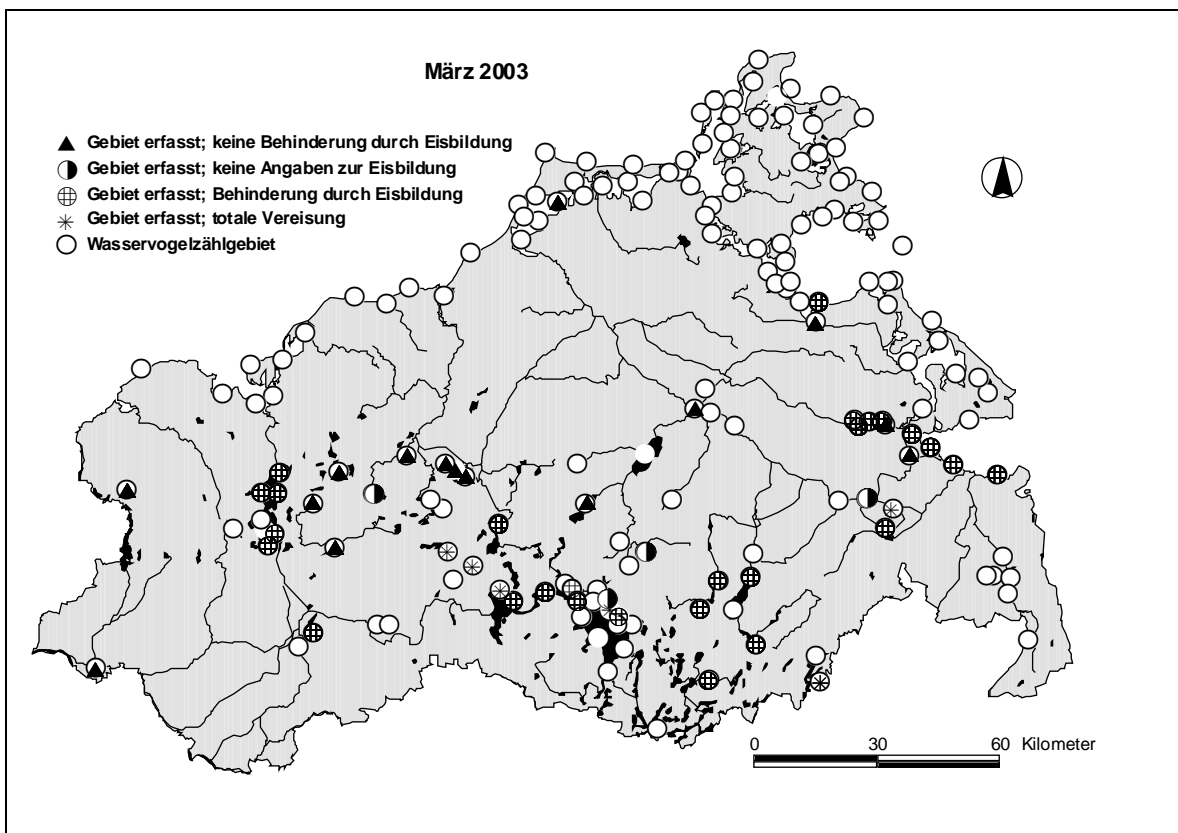 März 2003
Gebiet erfasst; keine Behinderung durch Eisbildung
Gebiet erfasst; keine Angaben zur Eisbildung
Gebiet erfasst; Behinderung durch Eisbildung
Gebiet erfasst; totale Vereisung
Wasservogelzählgebiet
0 30 60 Kilometer